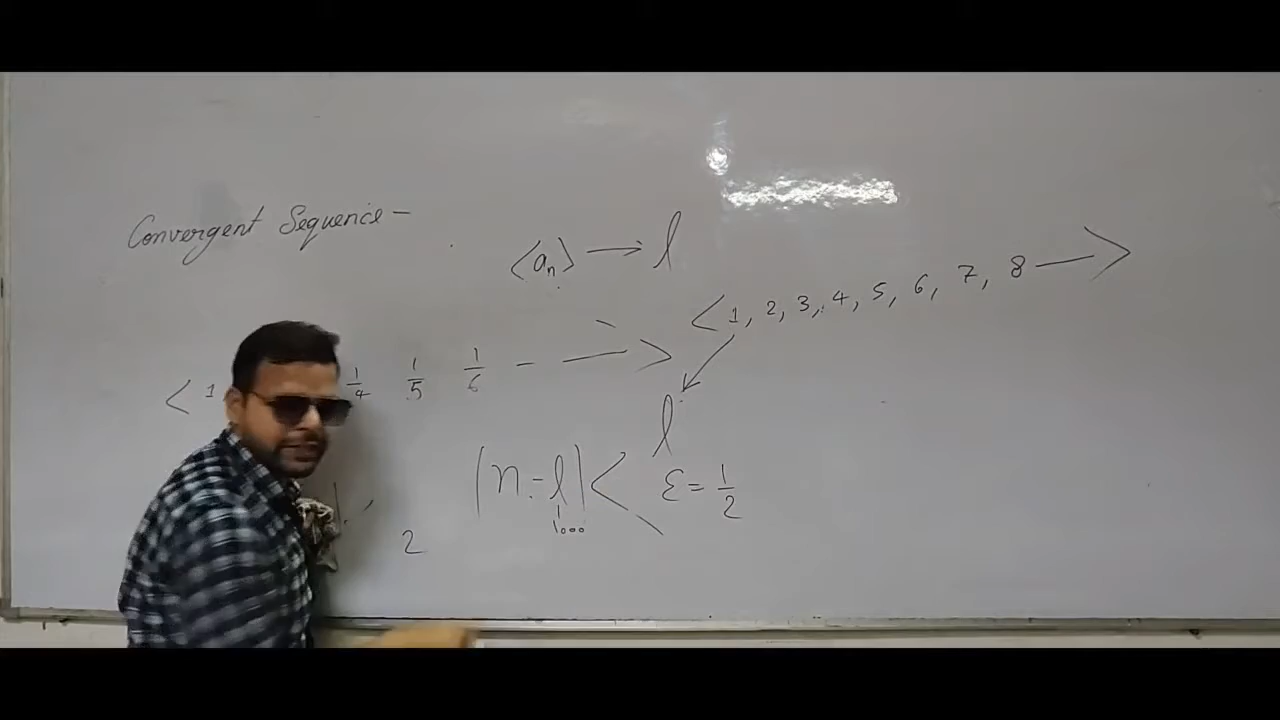 Convergent Sequence -
<aₙ> → l
< 1, 2, 3, 4, 5, 6, 7, 8 — >
< 1, 1/4 1/5 1/6 - — >
l
|n - l| < ε = 1/2
1000
2